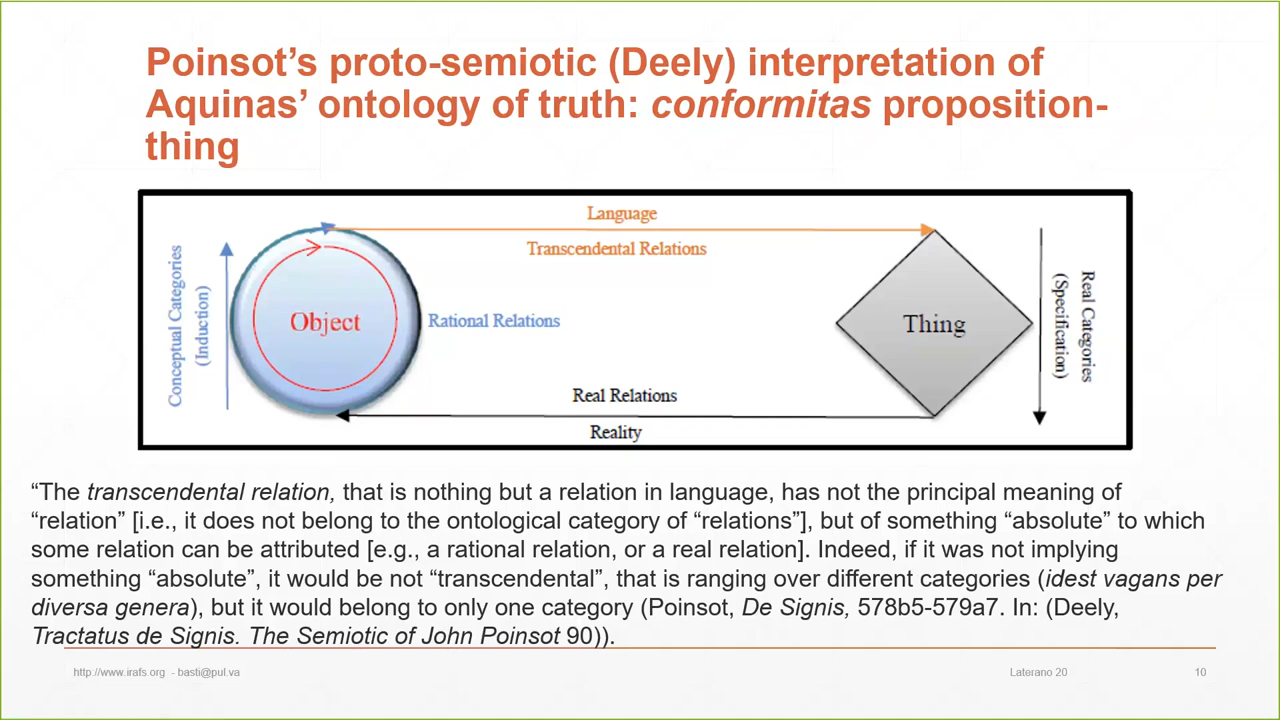 Poinsot’s proto-semiotic (Deely) interpretation of
Aquinas’ ontology of truth: conformitas proposition-
thing
Language
Transcendental Relations
Conceptual Categories
(Induction)
Object
Rational Relations
Thing
Real Categories
(Specification)
Real Relations
Reality
“The transcendental relation, that is nothing but a relation in language, has not the principal meaning of
“relation” [i.e., it does not belong to the ontological category of “relations”], but of something “absolute” to which
some relation can be attributed [e.g., a rational relation, or a real relation]. Indeed, if it was not implying
something “absolute”, it would be not “transcendental”, that is ranging over different categories (idest vagans per
diversa genera), but it would belong to only one category (Poinsot, De Signis, 578b5-579a7. In: (Deely,
Tractatus de Signis. The Semiotic of John Poinsot 90)).
http://www.irafs.org - basti@pul.va
Laterano 20
10